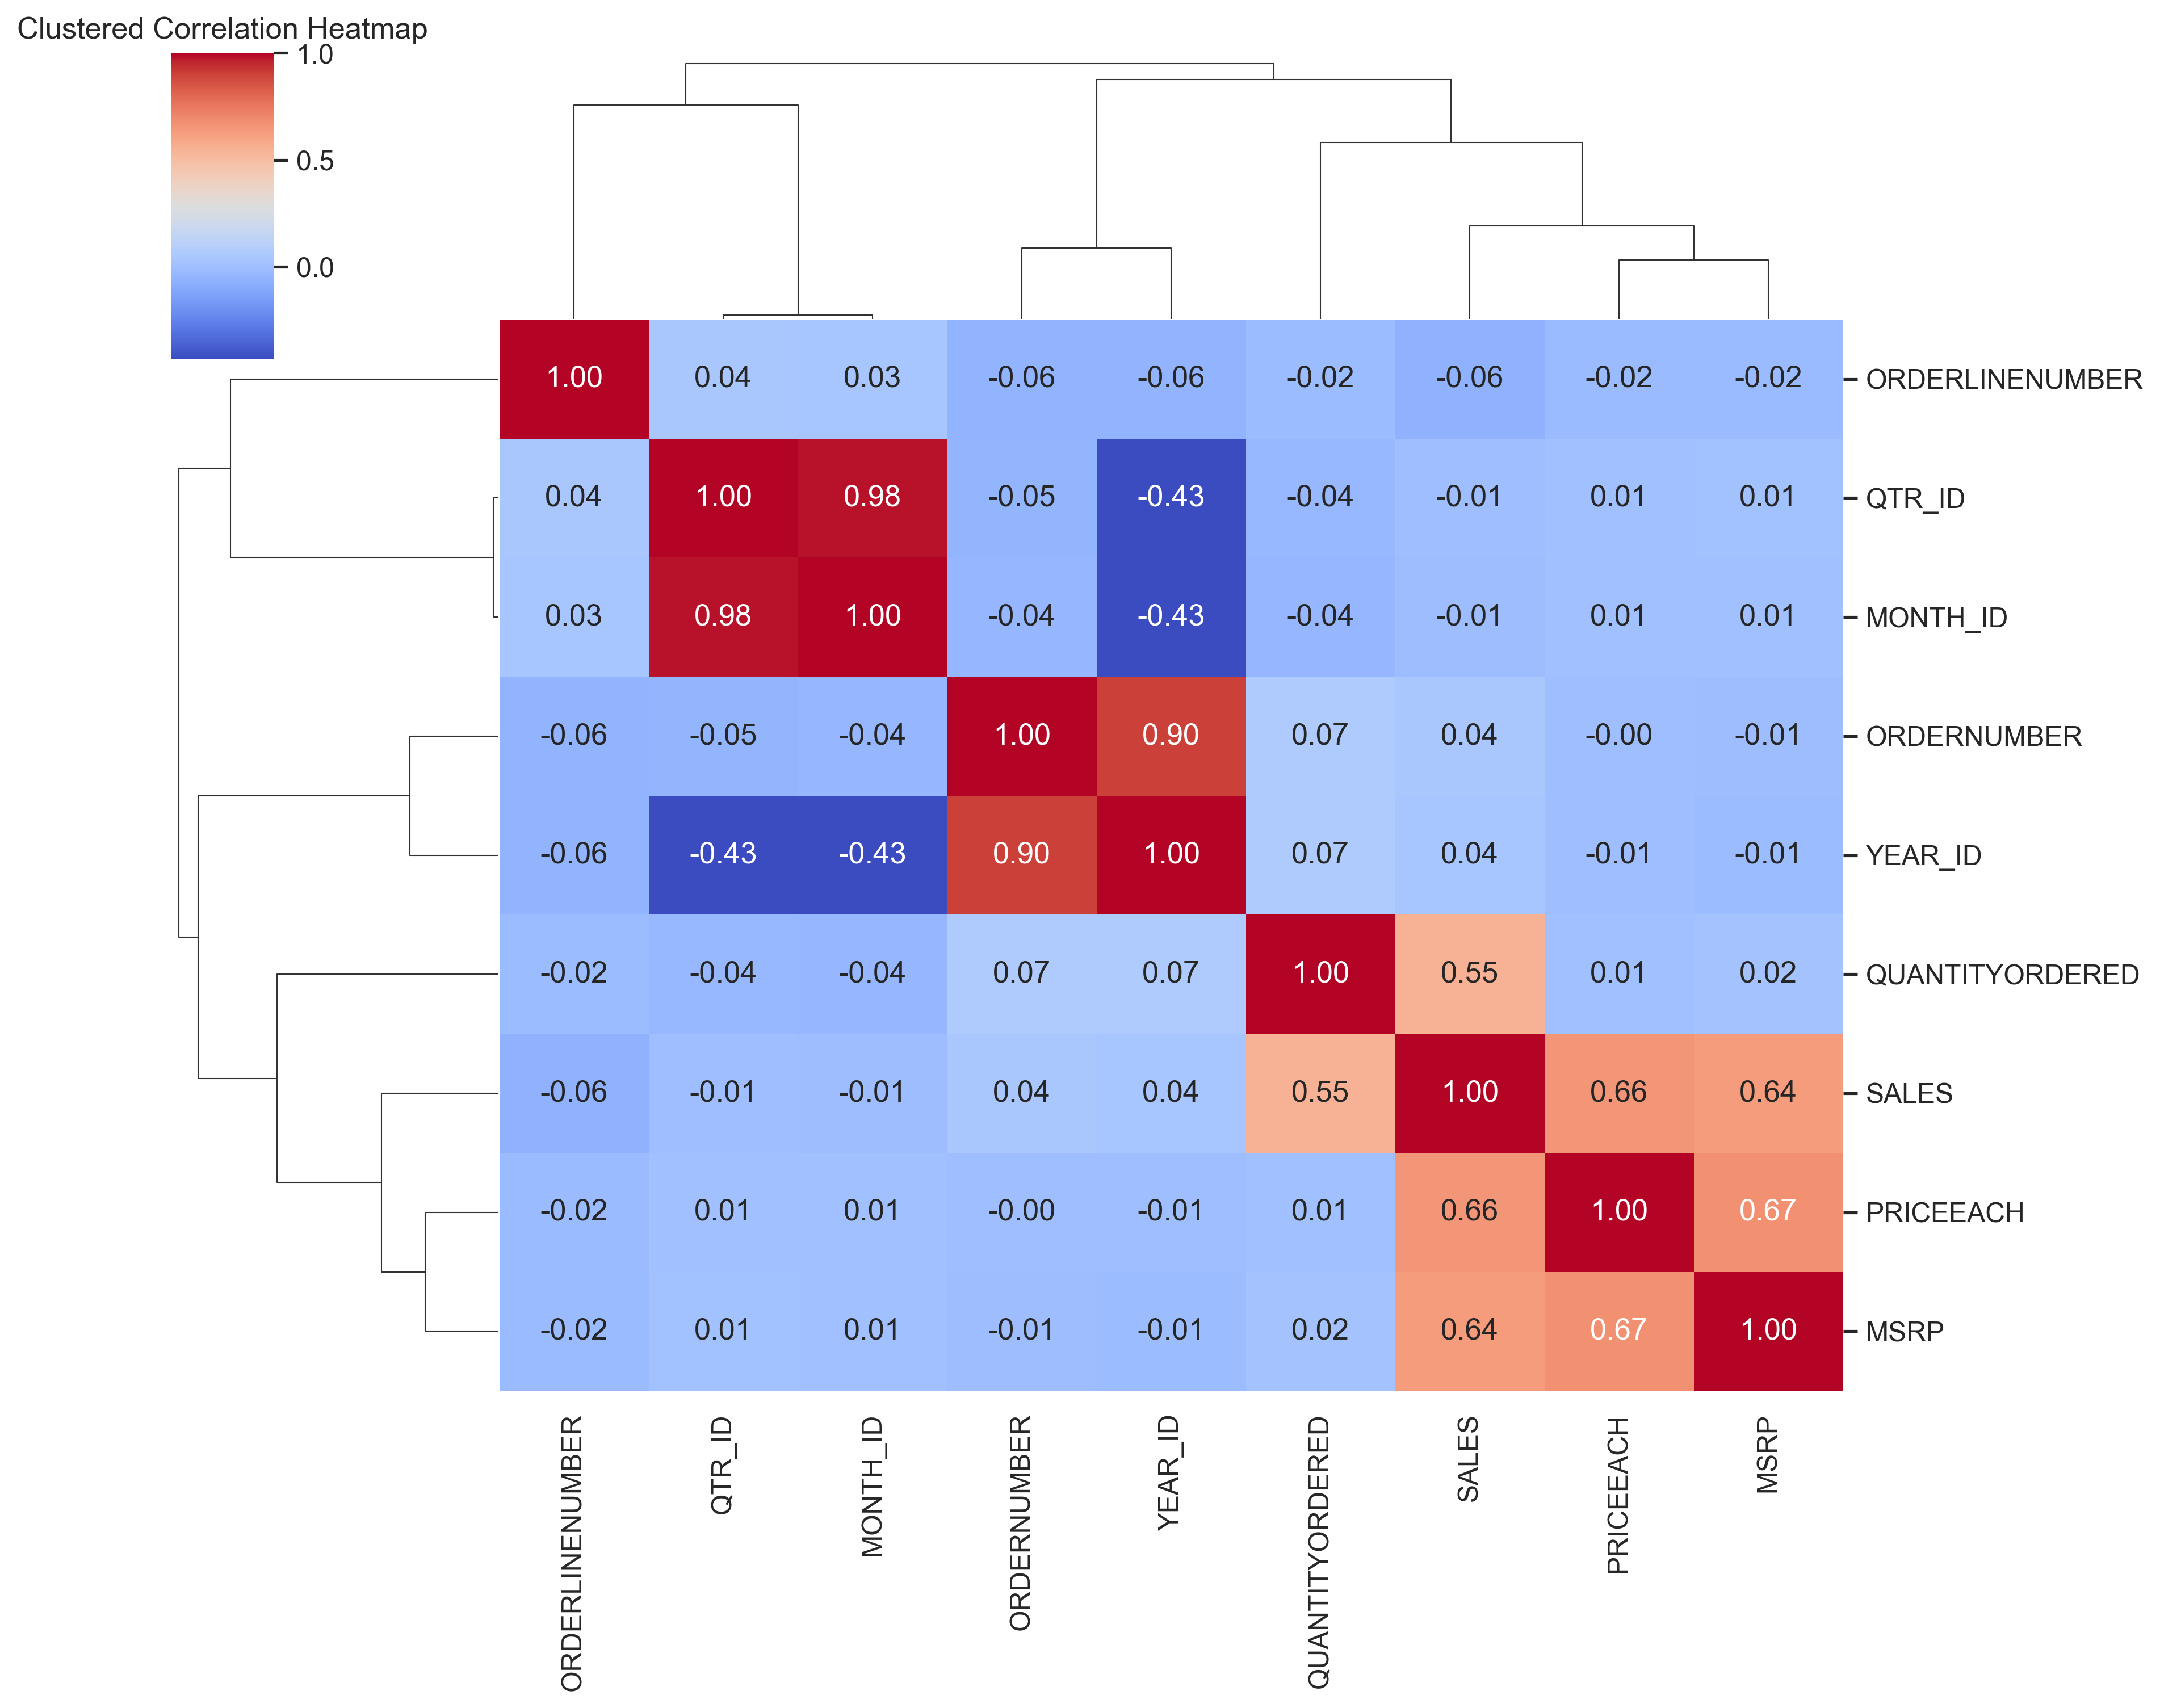 Clustered Correlation Heatmap
1.0
0.5
0.0
1.00 0.04 0.03 -0.06 -0.06 -0.02 -0.06 -0.02 -0.02 ORDERLINENUMBER
0.04 1.00 0.98 -0.05 -0.43 -0.04 -0.01 0.01 0.01 QTR_ID
0.03 0.98 1.00 -0.04 -0.43 -0.04 -0.01 0.01 0.01 MONTH_ID
-0.06 -0.05 -0.04 1.00 0.90 0.07 0.04 -0.00 -0.01 ORDERNUMBER
-0.06 -0.43 -0.43 0.90 1.00 0.07 0.04 -0.01 -0.01 YEAR_ID
-0.02 -0.04 -0.04 0.07 0.07 1.00 0.55 0.01 0.02 QUANTITYORDERED
-0.06 -0.01 -0.01 0.04 0.04 0.55 1.00 0.66 0.64 SALES
-0.02 0.01 0.01 -0.00 -0.01 0.01 0.66 1.00 0.67 PRICEEACH
-0.02 0.01 0.01 -0.01 -0.01 0.02 0.64 0.67 1.00 MSRP
ORDERLINENUMBER
QTR_ID
MONTH_ID
ORDERNUMBER
YEAR_ID
QUANTITYORDERED
SALES
PRICEEACH
MSRP